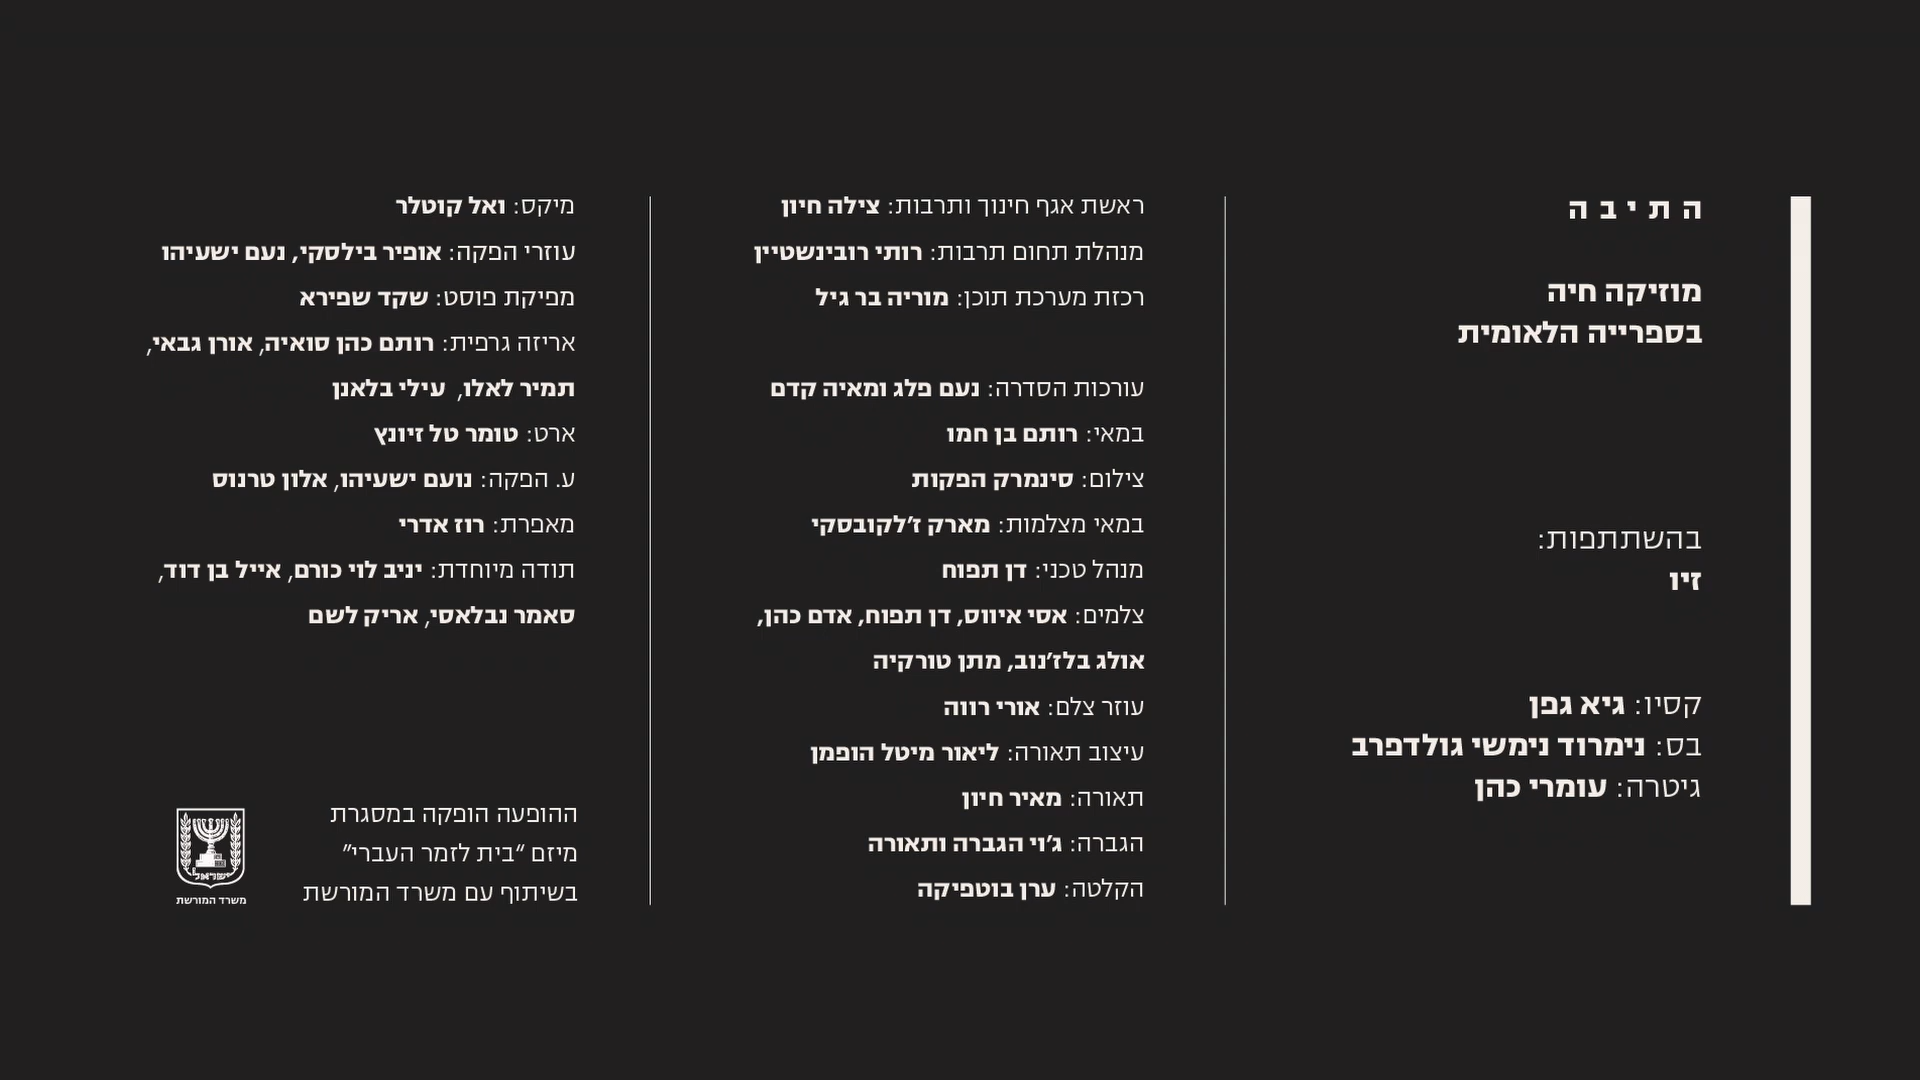 התיבה
מוזיקה חיה
בספרייה הלאומית
בהשתתפות:
זיו
קסיו: גיא גפן
בס: נימרוד נימשי גולדפרב
גיטרה: עומרי כהן
ראשת אגף חינוך ותרבות: צילה חיון
מנהלת תחום תרבות: רותי רובינשטיין
רכזת מערכת תוכן: מוריה בר גיל
עורכות הסדרה: נעם פלג ומאיה קדם
במאי: רותם בן חמו
צילום: סינמרק הפקות
במאי מצלמות: מארק ז׳לקובסקי
מנהל טכני: דן תפוח
צלמים: אסי איווס, דן תפוח, אדם כהן,
אולג בלז׳נוב, מתן טורקיה
עוזר צלם: אורי רווה
עיצוב תאורה: ליאור מיטל הופמן
תאורה: מאיר חיון
הגברה: ג׳וי הגברה ותאורה
הקלטה: ערן בוטפיקה
מיקס: ואל קוטלר
עוזרי הפקה: אופיר בילסקי, נעם ישעיהו
מפיקת פוסט: שקד שפירא
אריזה גרפית: רותם כהן סואיה, אורן גבאי,
תמיר לאלו, עילי בלאנן
ארט: טומר טל זיונץ
ע. הפקה: נועם ישעיהו, אלון טרנוס
מאפרת: רוז אדרי
תודה מיוחדת: יניב לוי כורם, אייל בן דוד,
סאמר נבלאסי, אריק לשם
ההופעה הופקה במסגרת
מיזם ״בית לזמר העברי״
בשיתוף עם משרד המורשת
ישראל
משרד המורשת